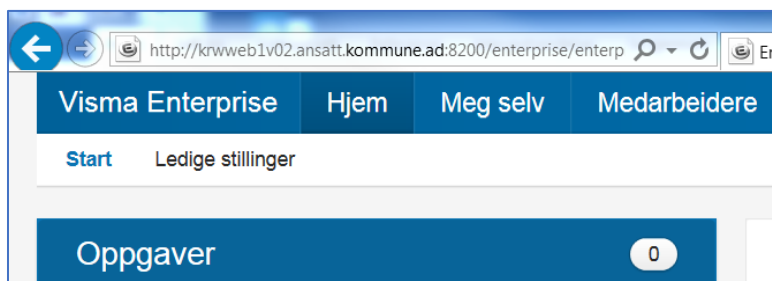 http://krwweb1v02.ansatt.kommune.ad:8200/enterprise/enterp
Visma Enterprise Hjem Meg selv Medarbeidere
Start Ledige stillinger
Oppgaver 0